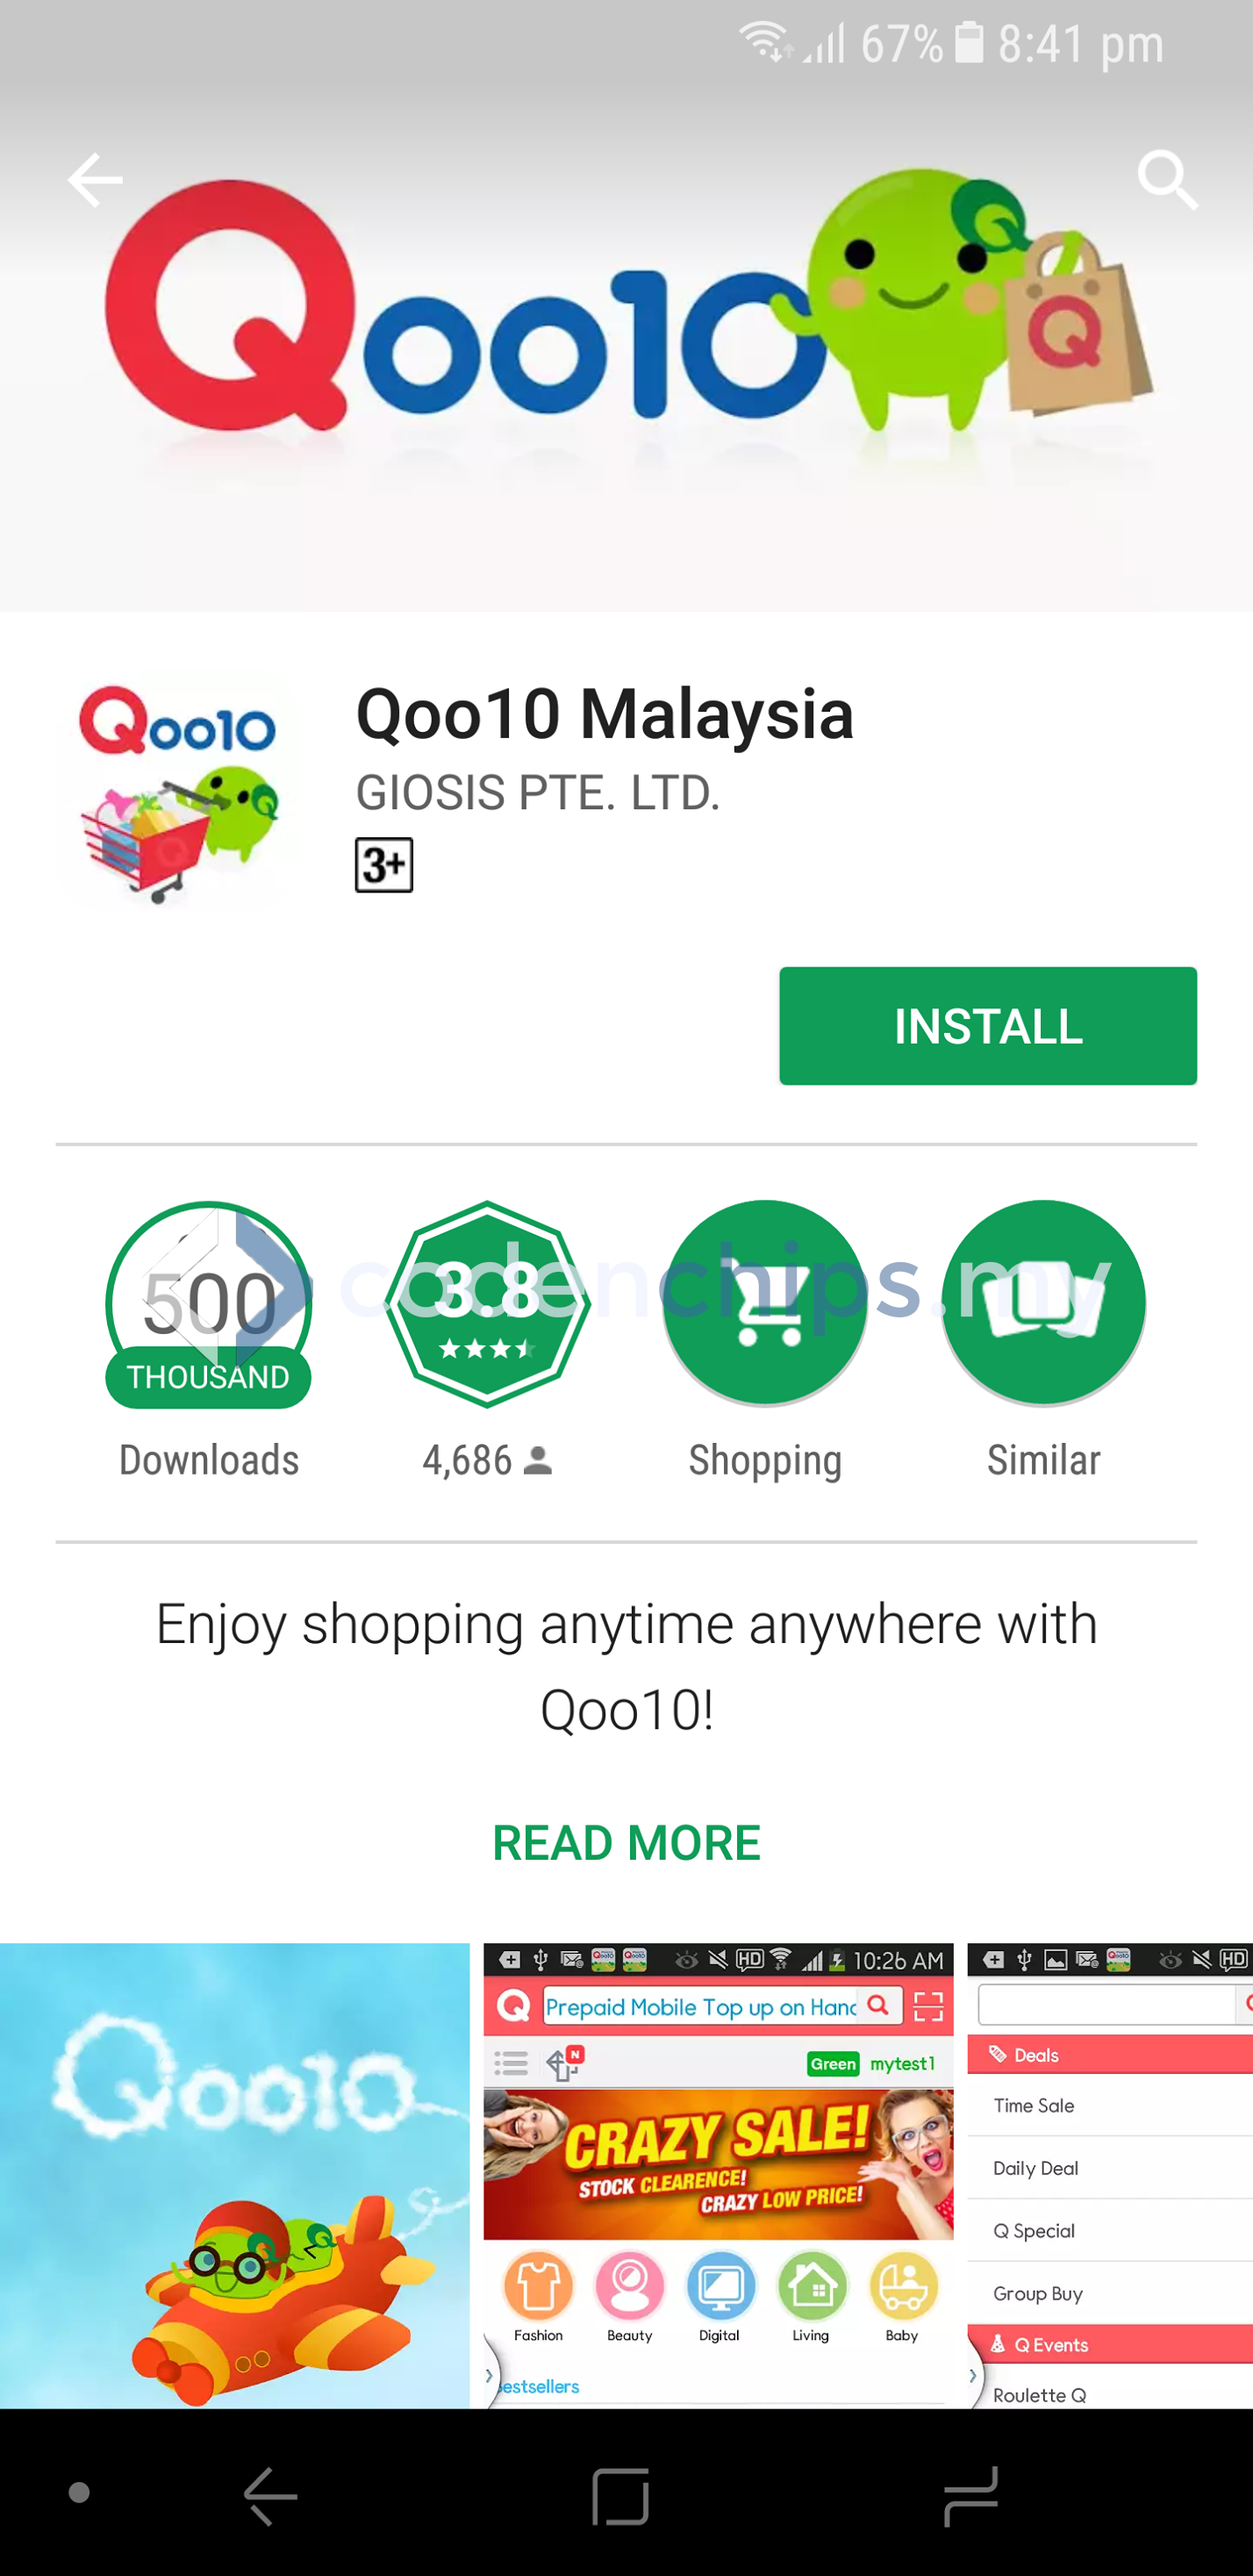 67% 8:41 pm
Qoo10
Q
Qoo10
Qoo10 Malaysia
GIOSIS PTE. LTD.
3+
INSTALL
500
THOUSAND
3.8
codenchips.my
Downloads
4,686
Shopping
Similar
Enjoy shopping anytime anywhere with
Qoo10!
READ MORE
Qoo10
HD 10:26 AM
Q Prepaid Mobile Top up on Hand
N
Green mytest1
CRAZY SALE!
STOCK CLEARENCE!
CRAZY LOW PRICE!
Fashion Beauty Digital Living Baby
estsellers
HD
Deals
Time Sale
Daily Deal
Q Special
Group Buy
Q Events
Roulette Q